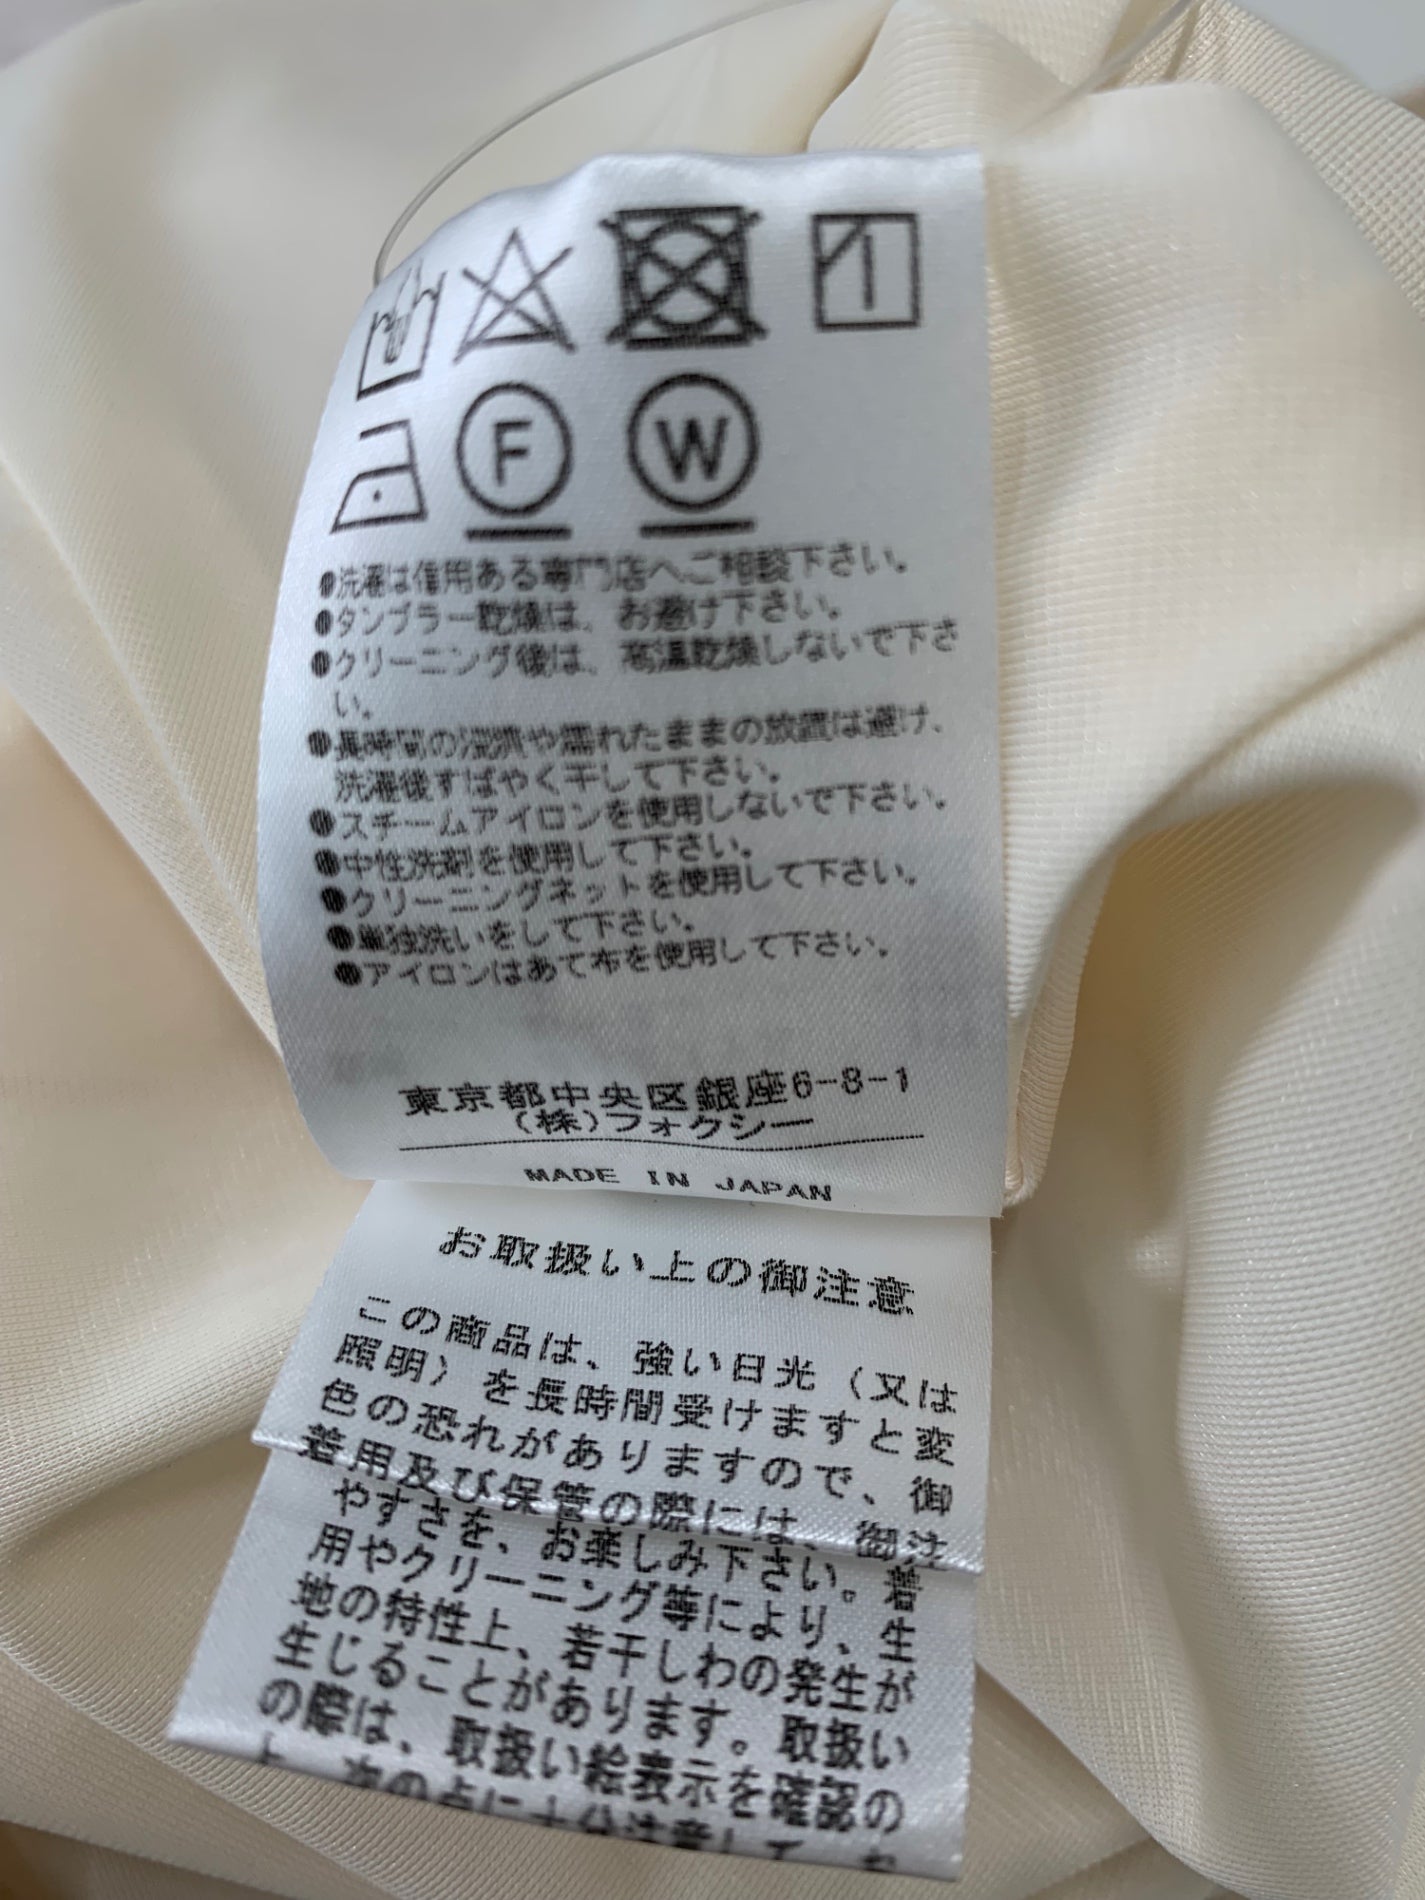 F W
●洗濯は信用ある専門店へご相談下さい。
●タンブラー乾燥は、お避け下さい。
●クリーニング後は、高温乾燥しないで下さ
い。
●長時間の浸漬や濡れたままの放置は避け、
洗濯後すばやく干して下さい。
●スチームアイロンを使用しないで下さい。
●中性洗剤を使用して下さい。
●クリーニングネットを使用して下さい。
●単独洗いをして下さい。
●アイロンはあて布を使用して下さい。
東京都中央区銀座6-8-1
(株)フォクシー
MADE IN JAPAN
お取扱い上の御注意
この商品は、強い日光（又は
照明）を長時間受けますと変
色の恐れがありますので、御
着用及び保管の際には、御注
やすさを、お楽しみ下さい。着
用やクリーニング等により、生
地の特性上、若干しわの発生が
生じることがあります。取扱い
の際は、取扱い絵表示を確認の
上、次の点に十分注意して、